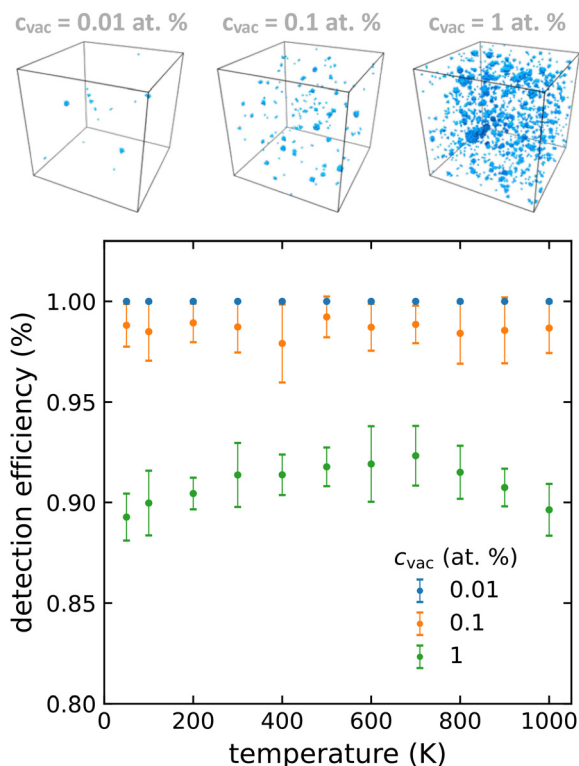 c_vac = 0.01 at. % c_vac = 0.1 at. % c_vac = 1 at. %
1.00
0.95
0.90
0.85
0.80
detection efficiency (%)
c_vac (at. %)
0.01
0.1
1
0 200 400 600 800 1000
temperature (K)